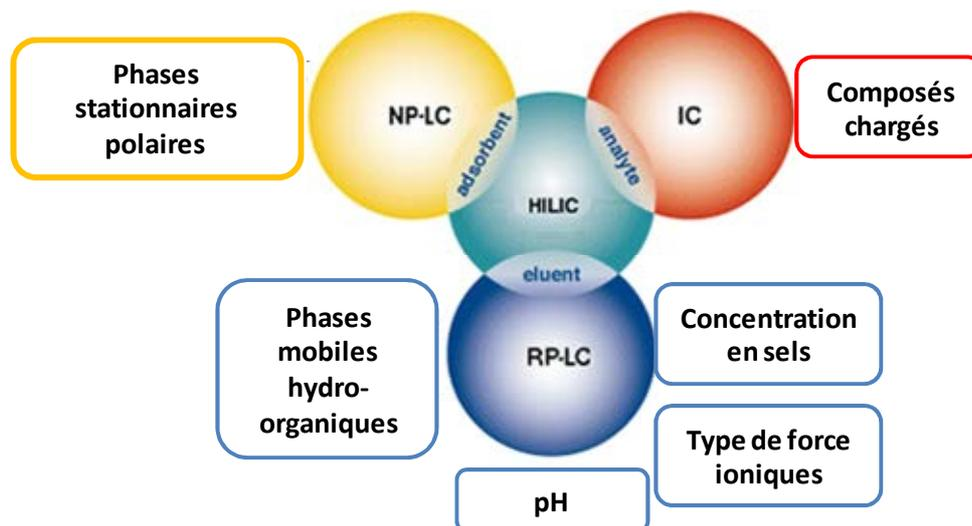 Phases
stationnaires
polaires
NP-LC
adsorbent
HILIC
analyte
IC
Composés
chargés
eluent
RP-LC
Phases
mobiles
hydro-
organiques
Concentration
en sels
Type de force
ioniques
pH